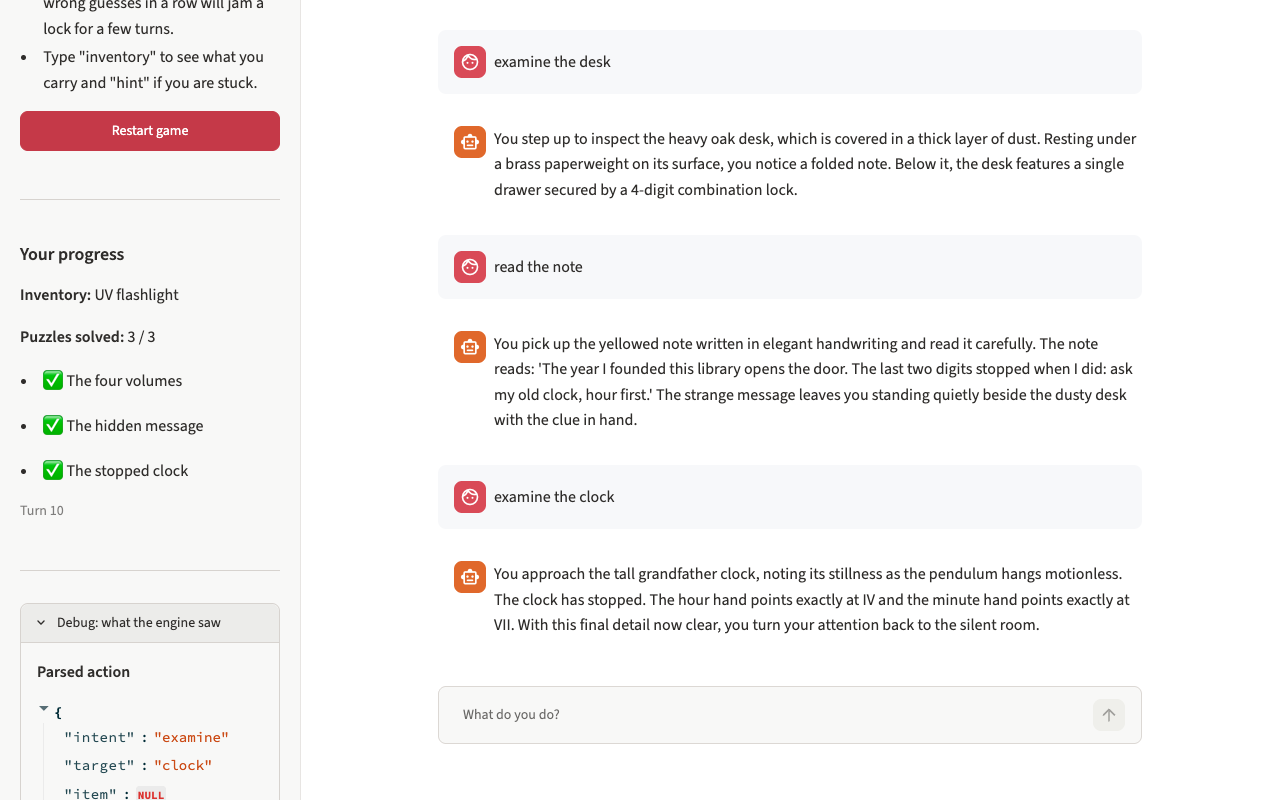 wrong guesses in a row will jam a
lock for a few turns.
Type "inventory" to see what you
carry and "hint" if you are stuck.
Restart game
Your progress
Inventory: UV flashlight
Puzzles solved: 3 / 3
✅ The four volumes
✅ The hidden message
✅ The stopped clock
Turn 10
Debug: what the engine saw
Parsed action
{
"intent" : "examine"
"target" : "clock"
"item" : NULL
examine the desk
You step up to inspect the heavy oak desk, which is covered in a thick layer of dust. Resting under
a brass paperweight on its surface, you notice a folded note. Below it, the desk features a single
drawer secured by a 4-digit combination lock.
read the note
You pick up the yellowed note written in elegant handwriting and read it carefully. The note
reads: 'The year I founded this library opens the door. The last two digits stopped when I did: ask
my old clock, hour first.' The strange message leaves you standing quietly beside the dusty desk
with the clue in hand.
examine the clock
You approach the tall grandfather clock, noting its stillness as the pendulum hangs motionless.
The clock has stopped. The hour hand points exactly at IV and the minute hand points exactly at
VII. With this final detail now clear, you turn your attention back to the silent room.
What do you do?